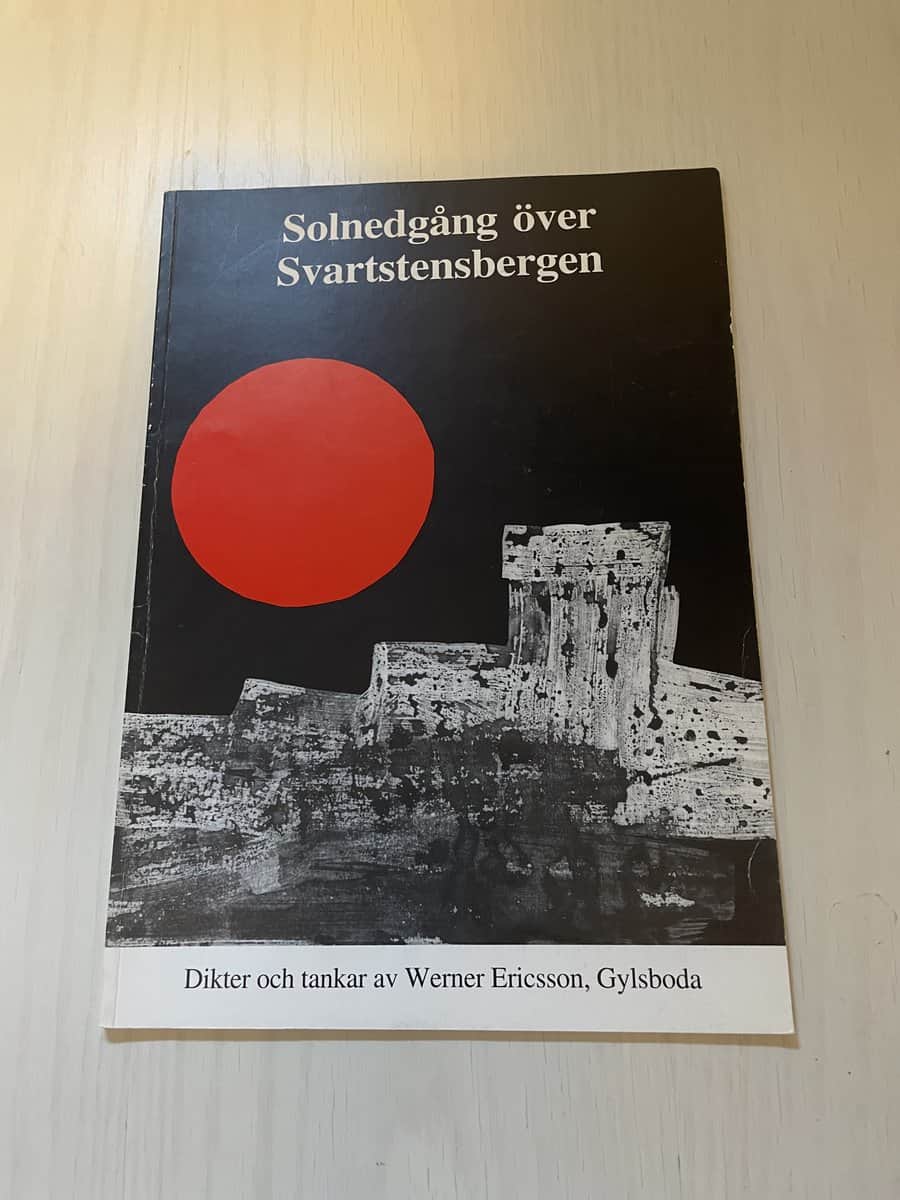 Solnedgång över
Svartstensbergen
Dikter och tankar av Werner Ericsson, Gylsboda